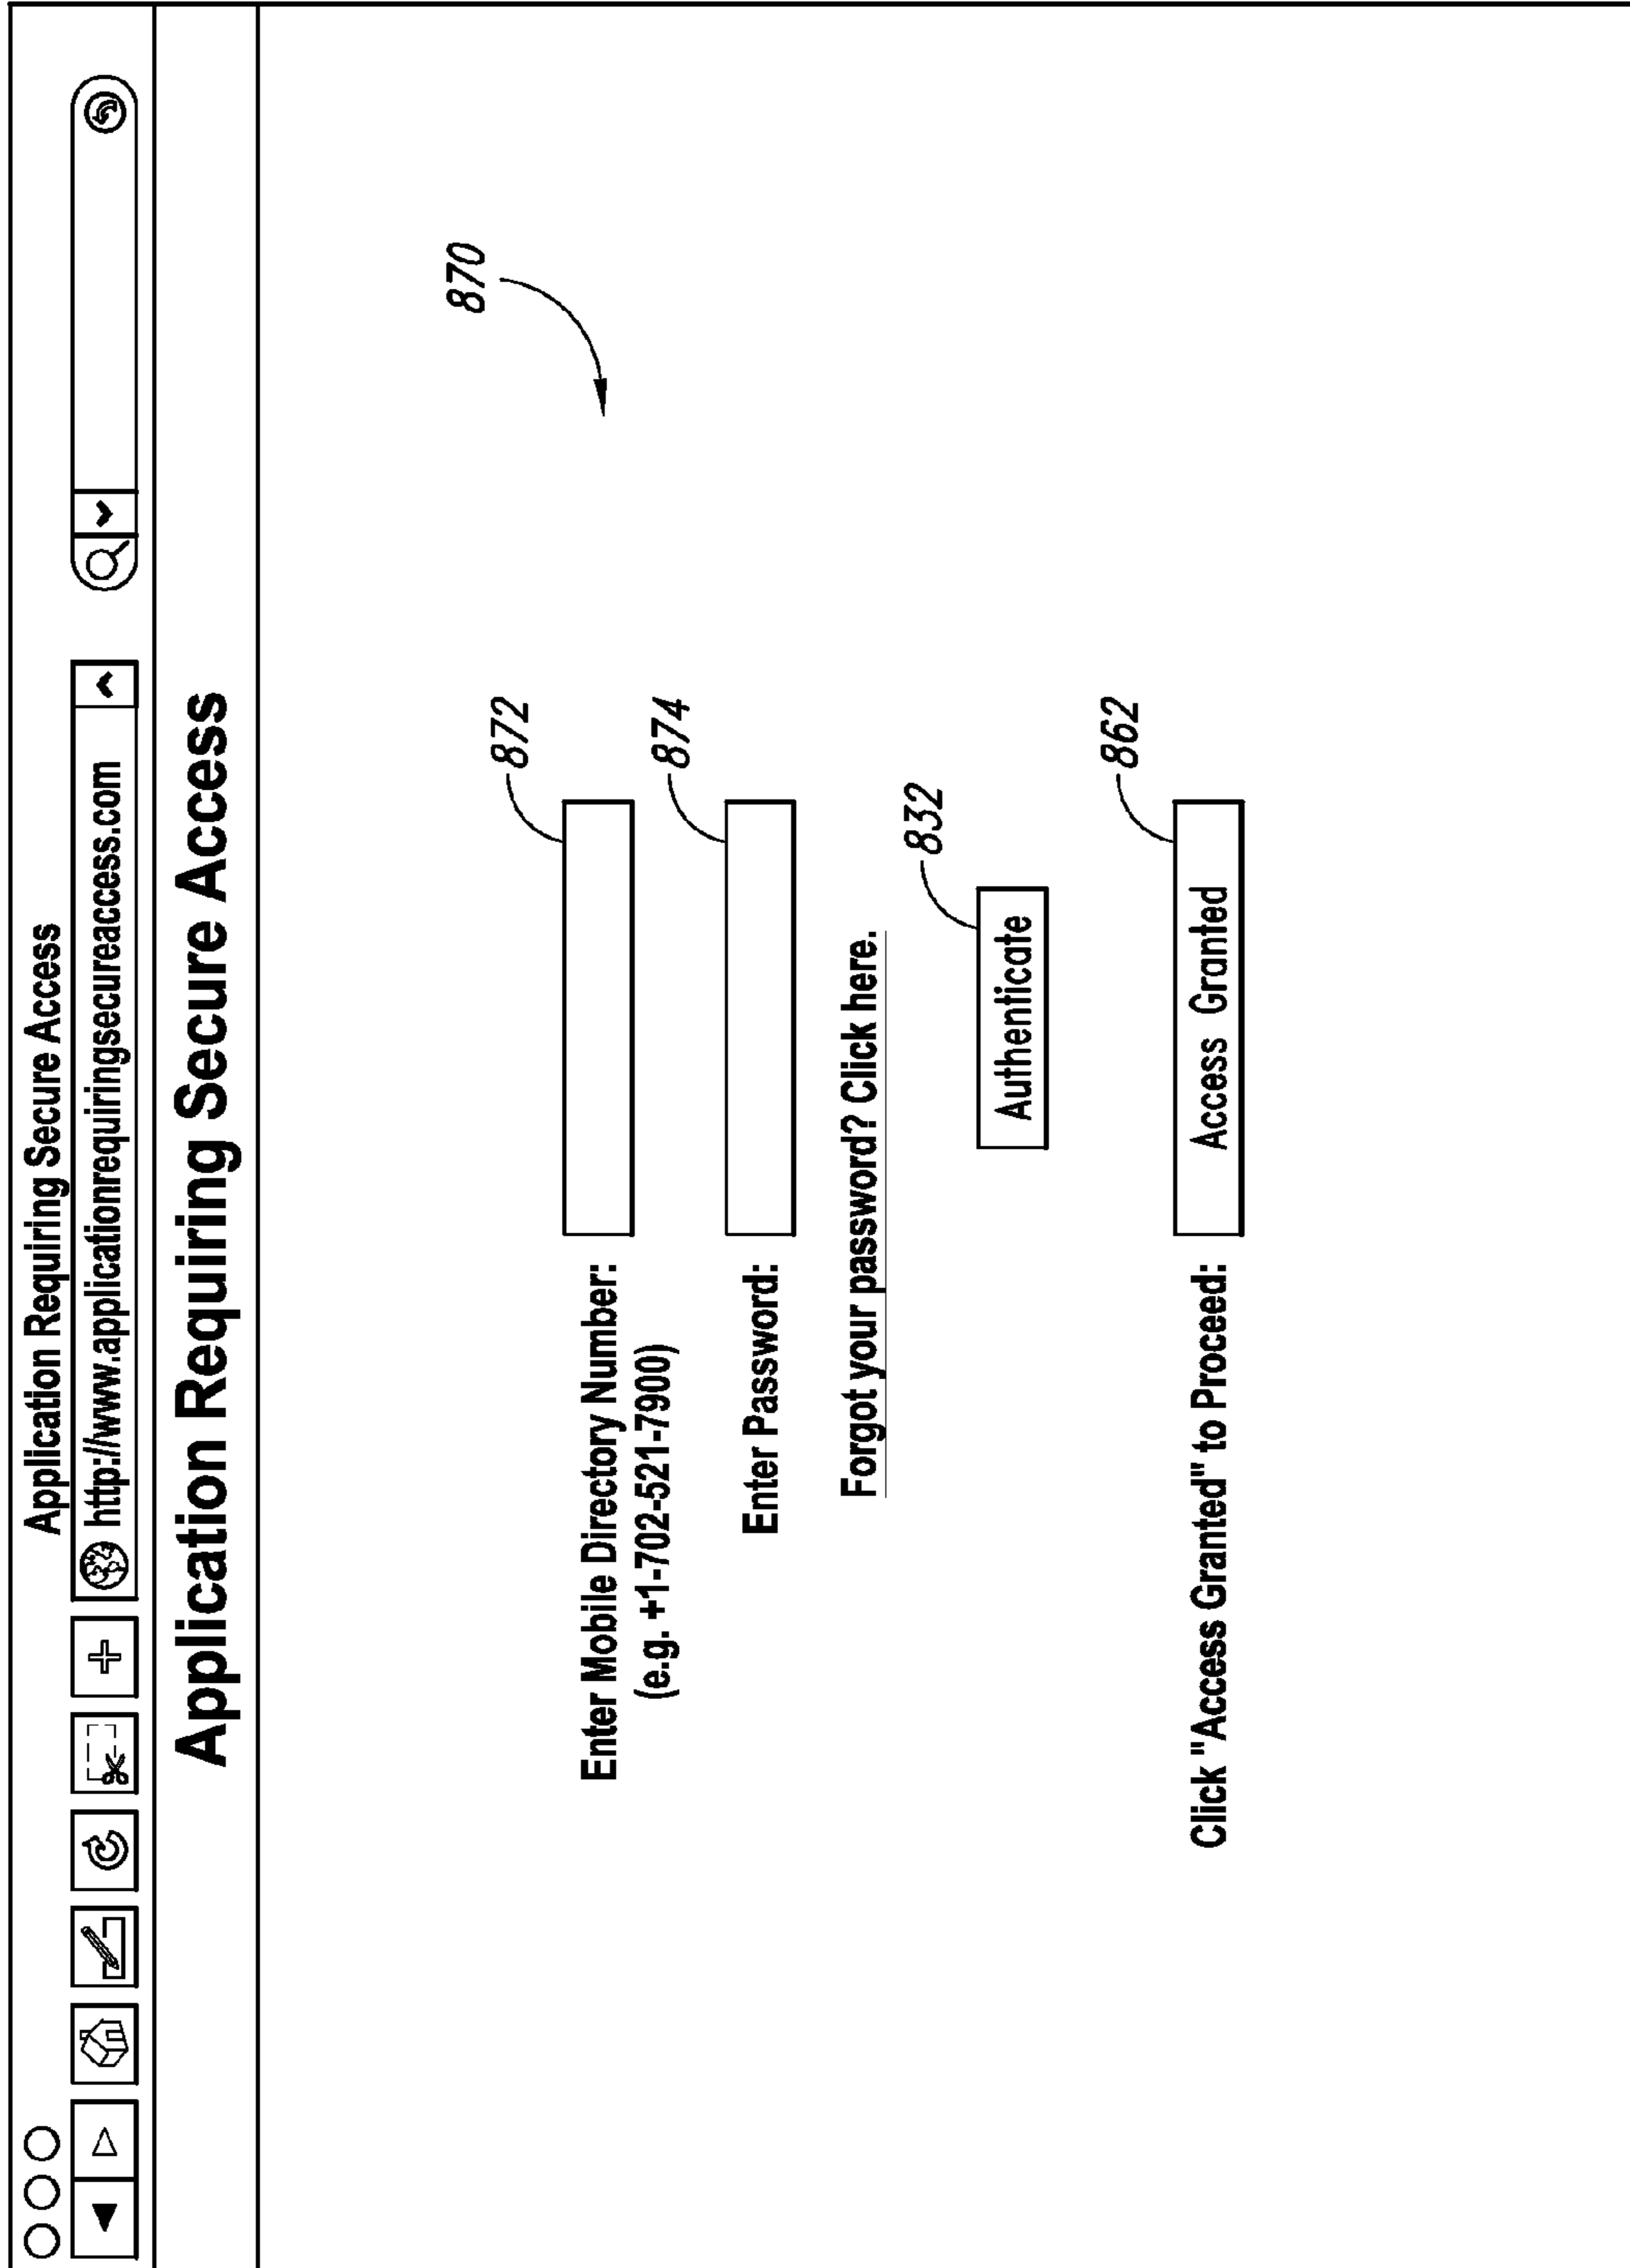 Application Requiring Secure Access
http://www.applicationrequiringsecureaccess.com
Application Requiring Secure Access
870
872
Enter Mobile Directory Number:
(e.g. +1-702-521-7900)
874
Enter Password:
Forgot your password? Click here.
832
Authenticate
862
Click "Access Granted" to Proceed:
Access Granted